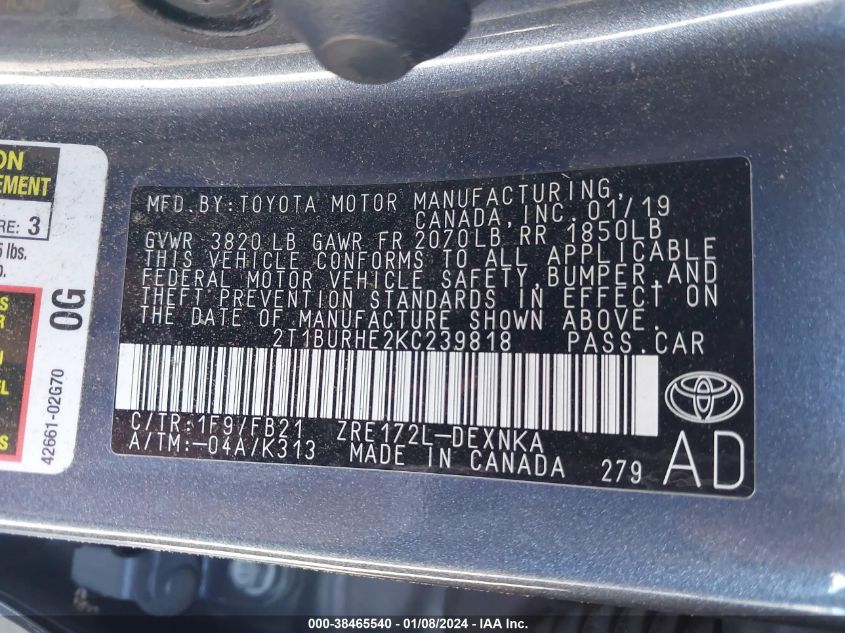 MFD. BY: TOYOTA MOTOR MANUFACTURING,
CANADA, INC. 01/19
GVWR 3820 LB GAWR FR 2070LB RR 1850LB
THIS VEHICLE CONFORMS TO ALL APPLICABLE
FEDERAL MOTOR VEHICLE SAFETY, BUMPER, AND
THEFT PREVENTION STANDARDS IN EFFECT ON
THE DATE OF MANUFACTURE SHOWN ABOVE.
2T1BURHE2KC239818 PASS. CAR
C/TR: 1F9/FB21 ZRE172L-DEXNKA
A/TM: -04A/K313 MADE IN CANADA 279 AD
ON
EMENT
RE: 3
lbs.
OG
42661-02G70
000-38465540 - 01/08/2024 - IAA Inc.